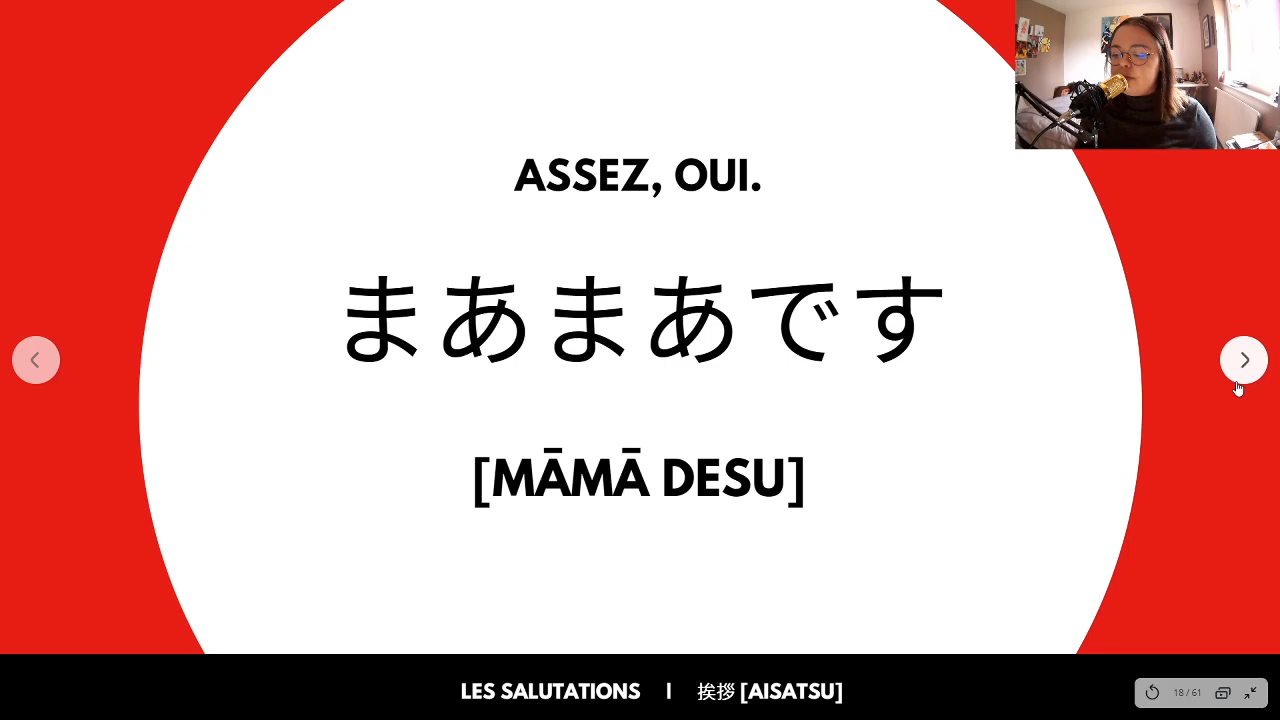 ASSEZ, OUI.
まあまあです
[MĀMĀ DESU]
LES SALUTATIONS | 挨拶 [AISATSU]
18 / 61